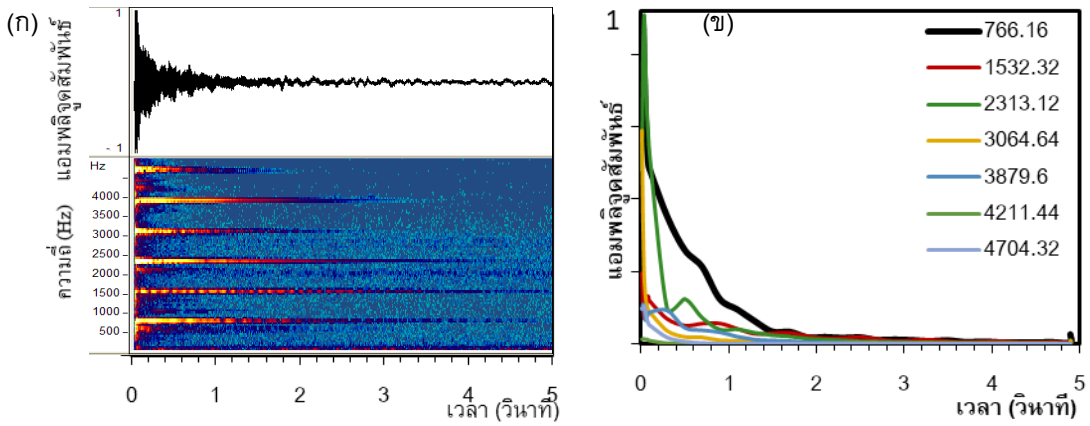 (ก)
แอมพลิจูดสัมพันธ์
1
- 1
ความถี่ (Hz)
Hz
4000
3500
3000
2500
2000
1500
1000
500
0 1 2 3 4 5
เวลา (วินาที)
(ข)
1
แอมพลิจูดสัมพันธ์
766.16
1532.32
2313.12
3064.64
3879.6
4211.44
4704.32
0 1 2 3 4 5
เวลา (วินาที)